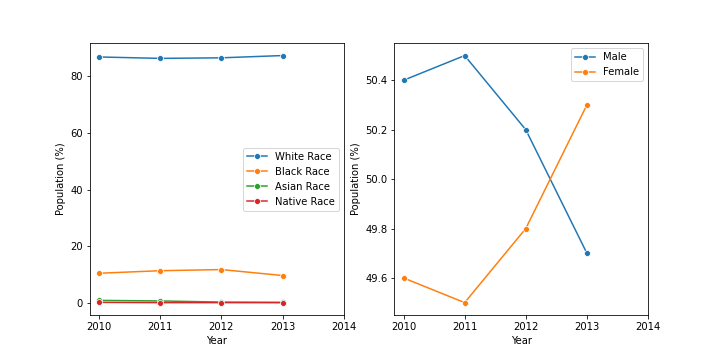 Population (%)
80
60
40
20
0
2010 2011 2012 2013 2014
Year
White Race
Black Race
Asian Race
Native Race
Population (%)
50.4
50.2
50.0
49.8
49.6
2010 2011 2012 2013 2014
Year
Male
Female